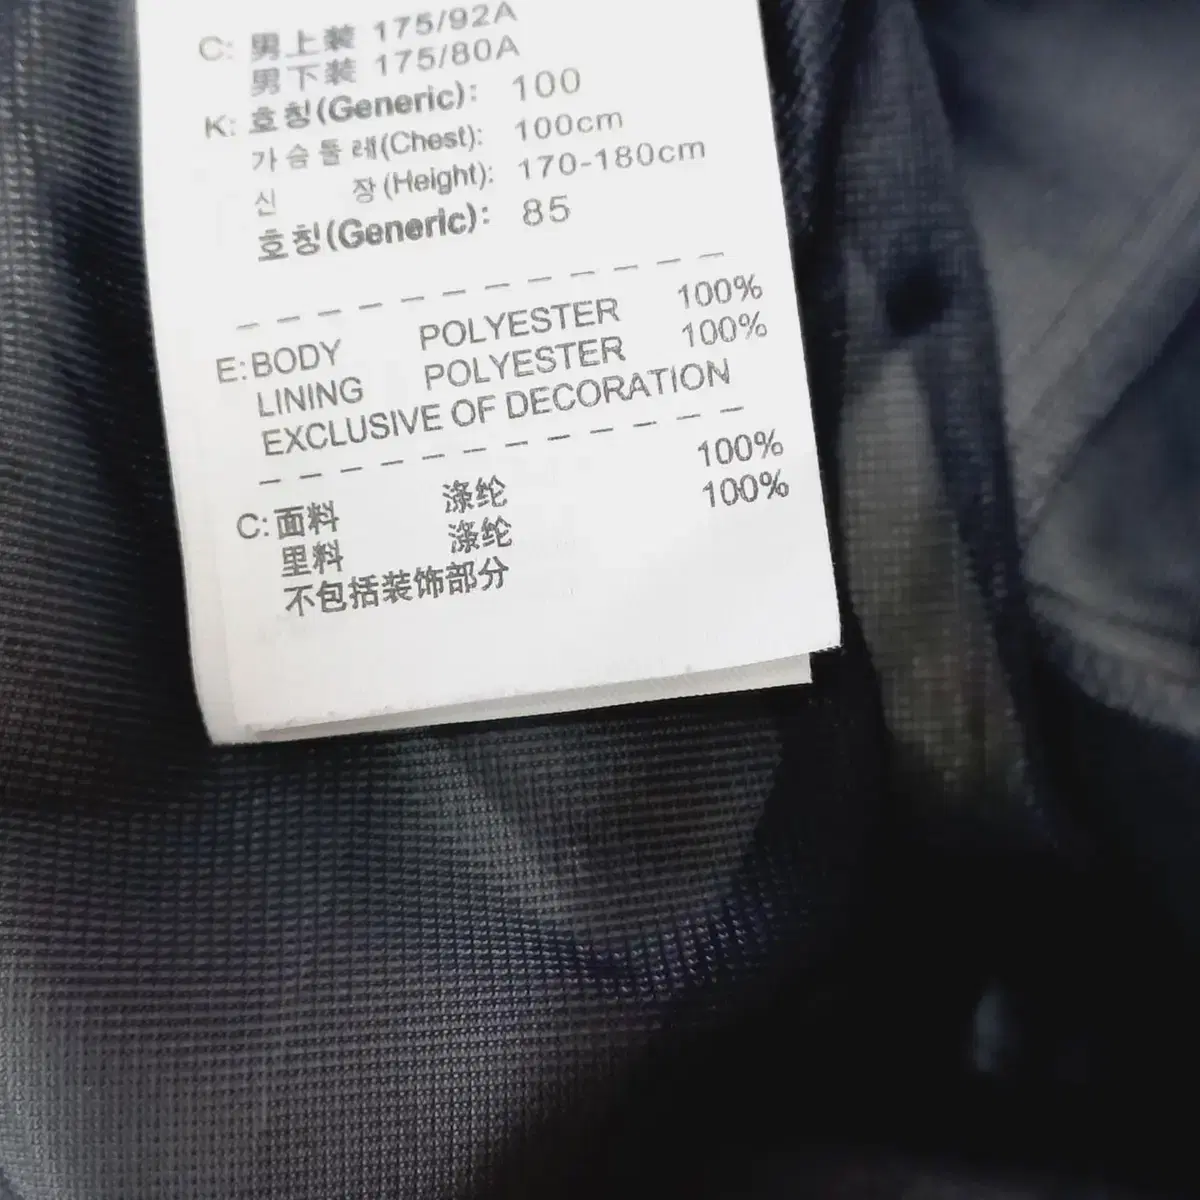 C: 男上装 175/92A
男下装 175/80A
K: 호칭(Generic): 100
가슴둘레(Chest): 100cm
신 장(Height): 170-180cm
호칭(Generic): 85
E: BODY POLYESTER 100%
LINING POLYESTER 100%
EXCLUSIVE OF DECORATION
C: 面料 涤纶 100%
里料 涤纶 100%
不包括装饰部分